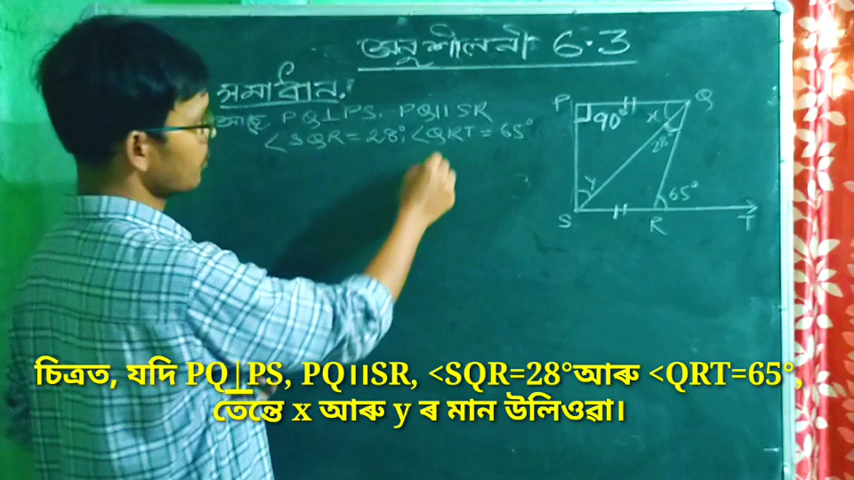 অনুশীলনী 6.3
সমাধান.
আছে PQ⊥PS. PQ॥SR
∠SQR=28°; ∠QRT=65°
P
Q
90°
x
28°
y
65°
S
R
T
চিত্ৰত, যদি PQ|PS, PQ।।SR, <SQR=28°আৰু <QRT=65°,
তেন্তে x আৰু y ৰ মান উলিওৱা।